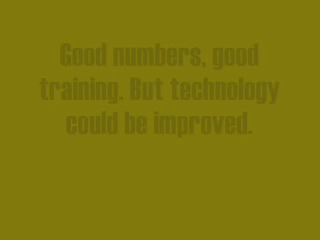 Good numbers, good
training. But technology
could be improved.